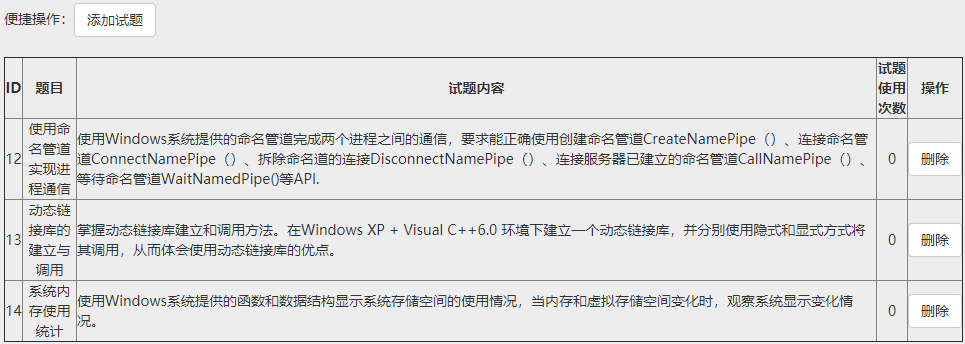 便捷操作： 添加试题
ID 题目 试题内容 试题使用次数 操作
12 使用命名管道实现进程通信 使用Windows系统提供的命名管道完成两个进程之间的通信，要求能正确使用创建命名管道CreateNamePipe（）、连接命名管
道ConnectNamePipe（）、拆除命名道的连接DisconnectNamePipe（）、连接服务器已建立的命名管道CallNamePipe（）、
等待命名管道WaitNamedPipe()等API. 0 删除
13 动态链接库的建立与调用 掌握动态链接库建立和调用方法。在Windows XP + Visual C++6.0 环境下建立一个动态链接库，并分别使用隐式和显式方式将
其调用，从而体会使用动态链接库的优点。 0 删除
14 系统内存使用统计 使用Windows系统提供的函数和数据结构显示系统存储空间的使用情况，当内存和虚拟存储空间变化时，观察系统显示变化情
况。 0 删除